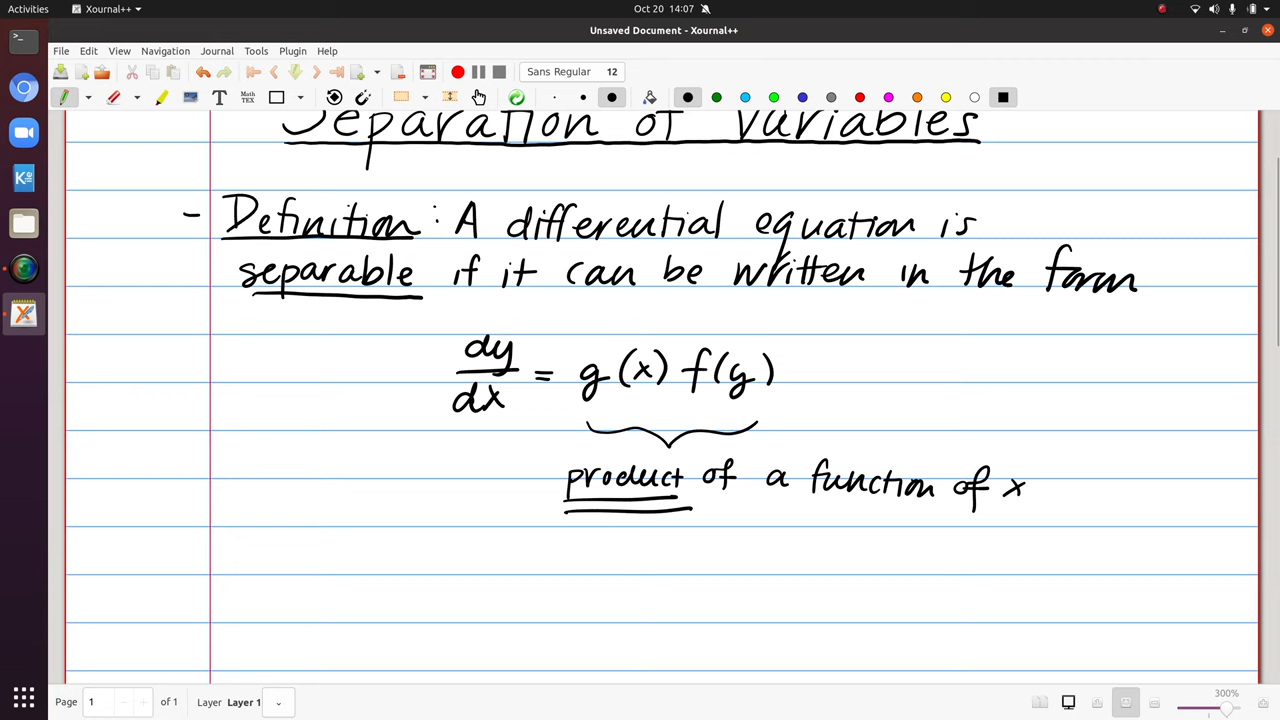 Activities Xournal++ Oct 20 14:07
Unsaved Document - Xournal++
File Edit View Navigation Journal Tools Plugin Help
Sans Regular 12
Math TEX
Separation of Variables
- Definition: A differential equation is
separable if it can be written in the form
dy/dx = g(x) f(y)
product of a function of x
Page 1 of 1 Layer Layer 1 300%